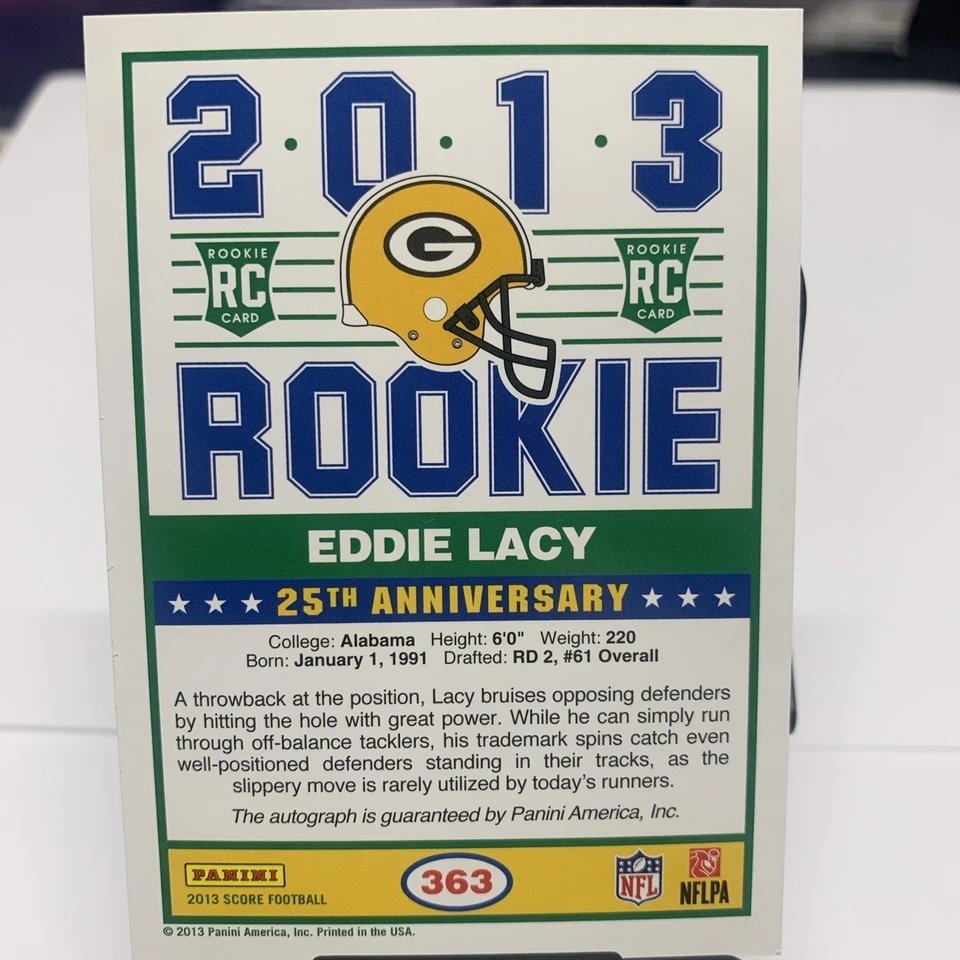 2·0·1·3
G
ROOKIE RC CARD
ROOKIE RC CARD
ROOKIE
EDDIE LACY
25TH ANNIVERSARY
College: Alabama Height: 6'0" Weight: 220
Born: January 1, 1991 Drafted: RD 2, #61 Overall
A throwback at the position, Lacy bruises opposing defenders
by hitting the hole with great power. While he can simply run
through off-balance tacklers, his trademark spins catch even
well-positioned defenders standing in their tracks, as the
slippery move is rarely utilized by today's runners.
The autograph is guaranteed by Panini America, Inc.
PANINI
2013 SCORE FOOTBALL
363
NFL
NFLPA
© 2013 Panini America, Inc. Printed in the USA.